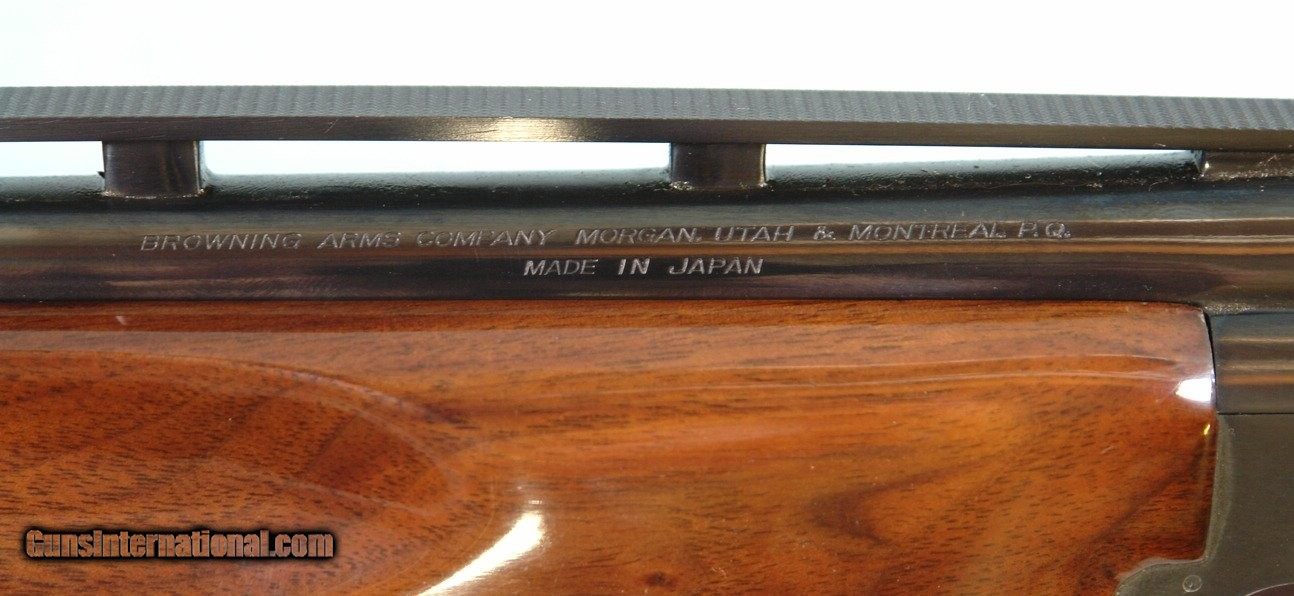 BROWNING ARMS COMPANY MORGAN, UTAH & MONTREAL P.Q.
MADE IN JAPAN
GunsInternational.com